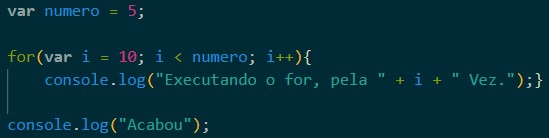 var numero = 5;
for(var i = 10; i < numero; i++){
console.log("Executando o for, pela " + i + " Vez.");}
console.log("Acabou");